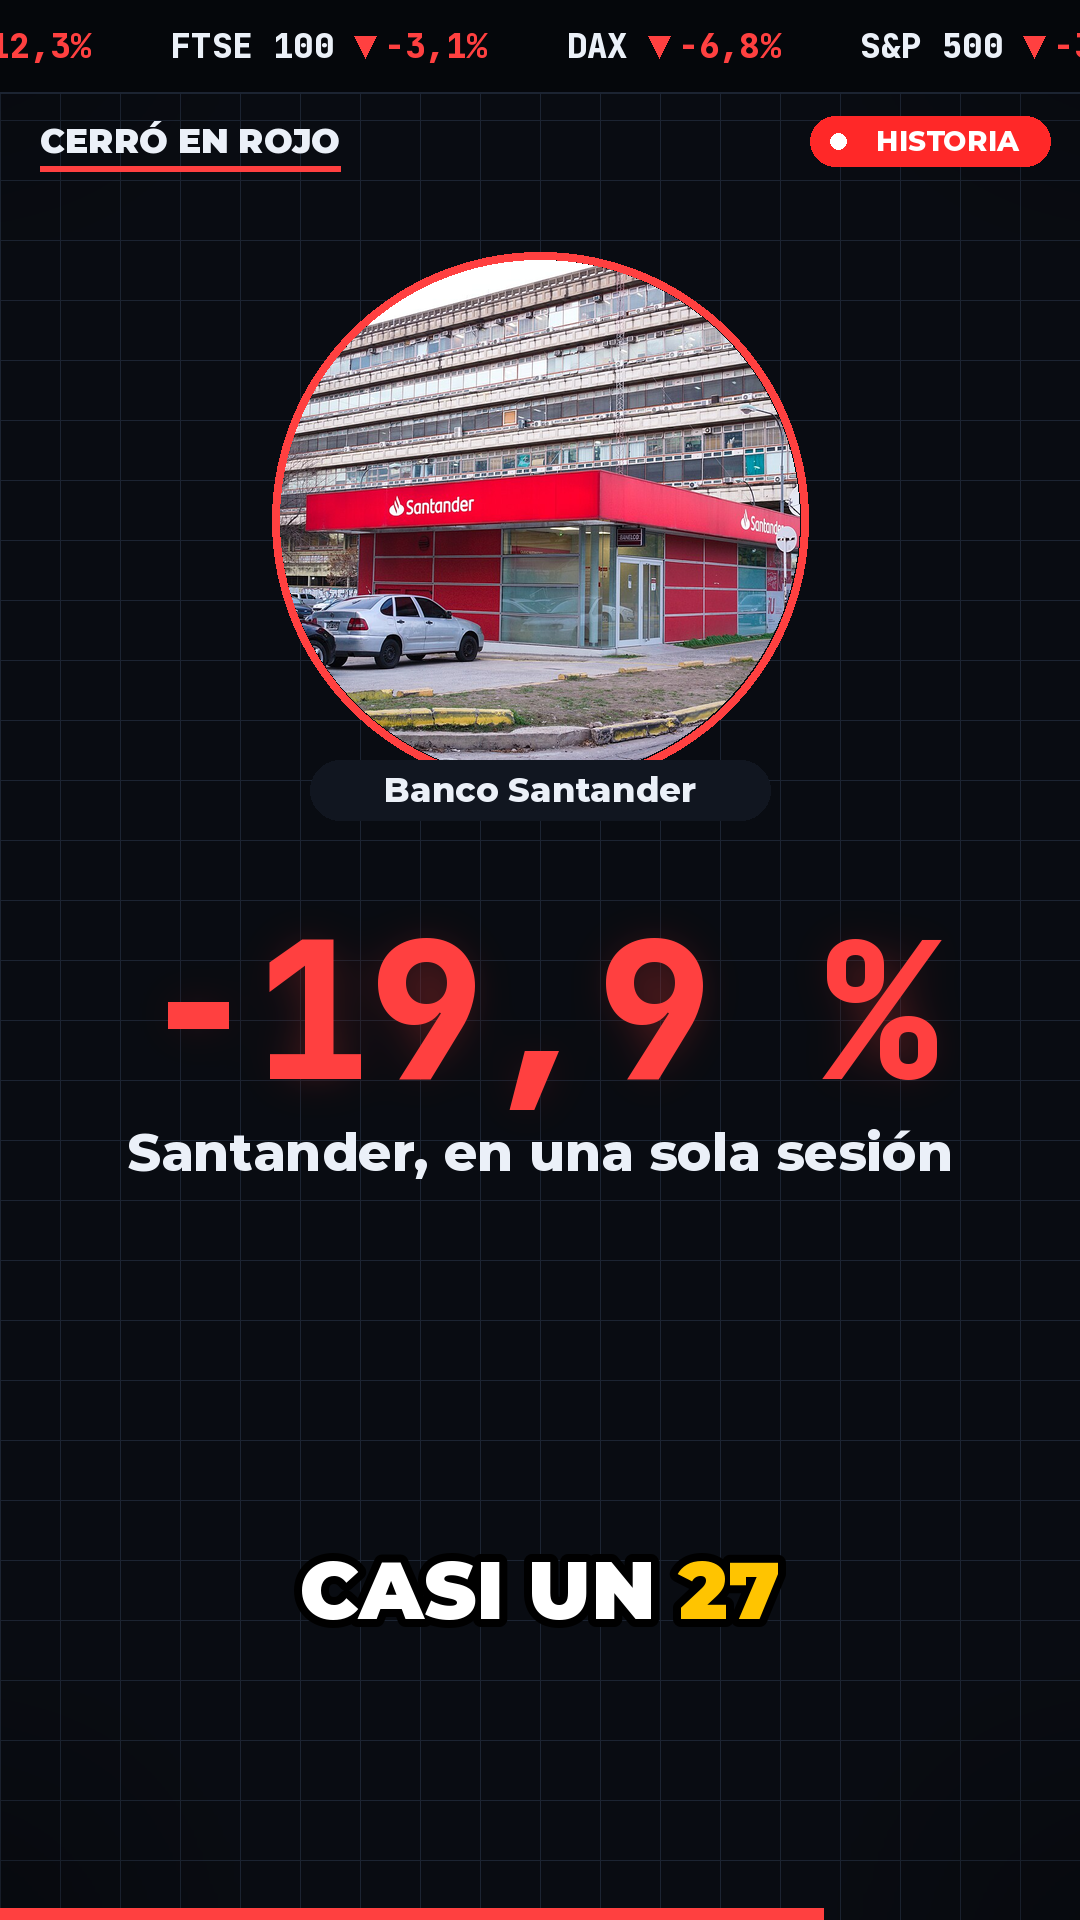 12,3% FTSE 100 ▼-3,1% DAX ▼-6,8% S&P 500 ▼-
CERRÓ EN ROJO
HISTORIA
Santander
Santander
BANELCO
Banco Santander
-19,9 %
Santander, en una sola sesión
CASI UN 27